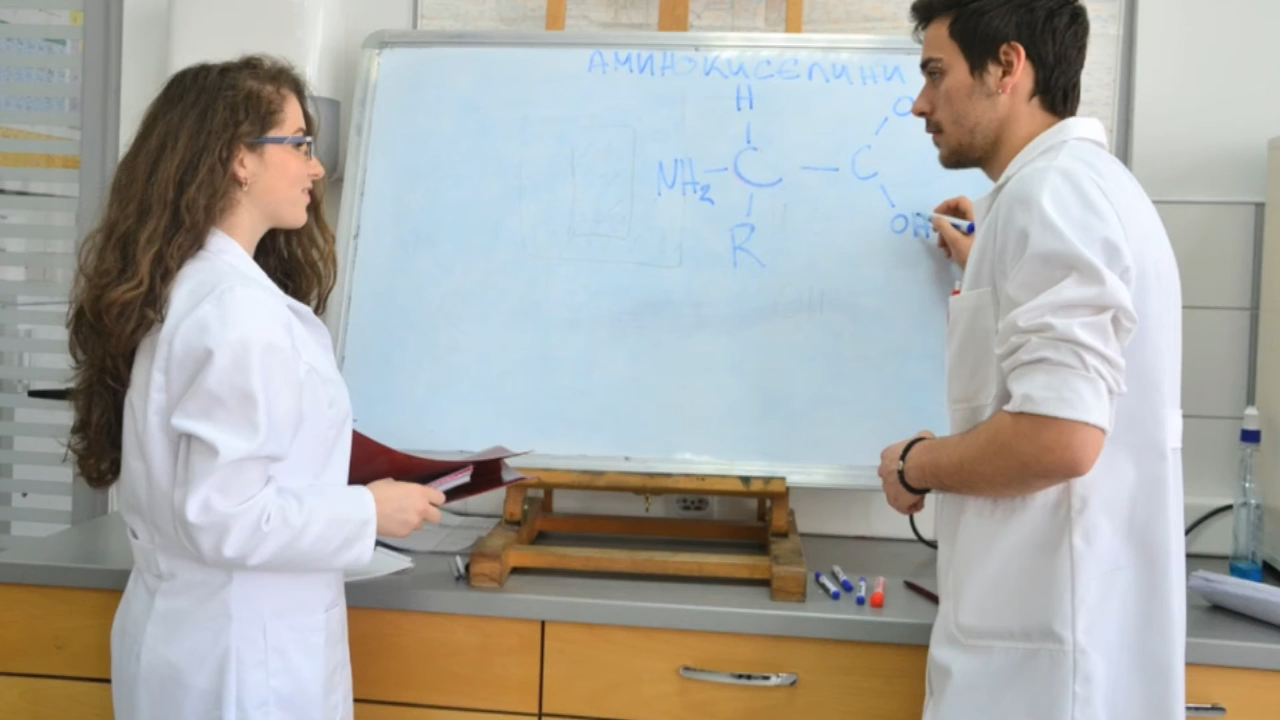 АМИНОКИСЕЛИНИ
H
O
NH₂ – C — C
OH
R